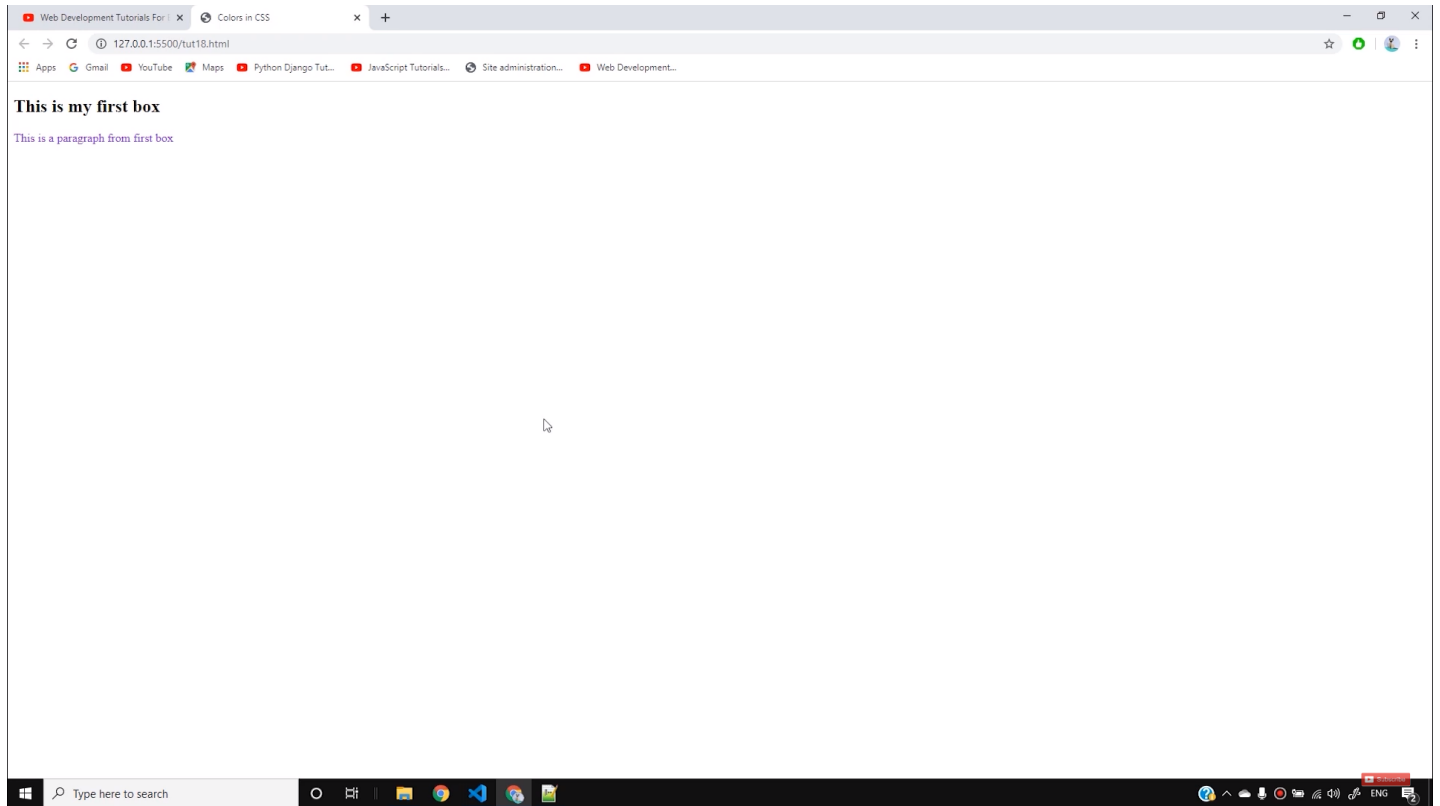 Web Development Tutorials For
Colors in CSS
127.0.0.1:5500/tut18.html
Apps
Gmail
YouTube
Maps
Python Django Tut...
JavaScript Tutorials...
Site administration...
Web Development...
This is my first box
This is a paragraph from first box
Subscribe
Type here to search
ENG
2